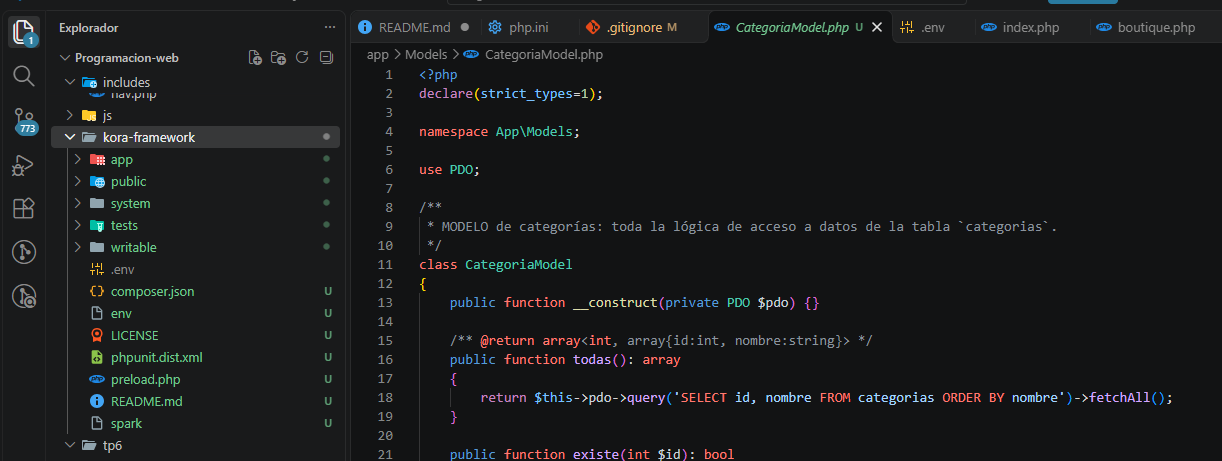 Explorador
···
Programacion-web
includes
nav.php
js
kora-framework
app
public
system
tests
writable
.env
composer.json U
env U
LICENSE U
phpunit.dist.xml U
preload.php U
README.md U
spark U
tp6
1
773
README.md
php.ini
.gitignore M
CategoriaModel.php U
.env
index.php
boutique.php
app > Models > CategoriaModel.php
1 <?php
2 declare(strict_types=1);
3
4 namespace App\Models;
5
6 use PDO;
7
8 /**
9 * MODELO de categorías: toda la lógica de acceso a datos de la tabla `categorias`.
10 */
11 class CategoriaModel
12 {
13 public function __construct(private PDO $pdo) {}
14
15 /** @return array<int, array{id:int, nombre:string}> */
16 public function todas(): array
17 {
18 return $this->pdo->query('SELECT id, nombre FROM categorias ORDER BY nombre')->fetchAll();
19 }
20
21 public function existe(int $id): bool